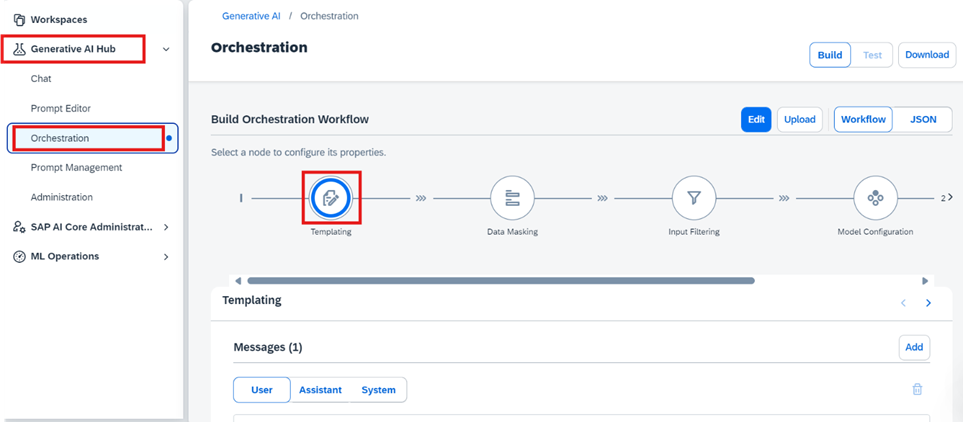 Workspaces
Generative AI Hub
Chat
Prompt Editor
Orchestration
Prompt Management
Administration
SAP AI Core Administrat...
ML Operations
Generative AI / Orchestration
Orchestration
Build Test Download
Build Orchestration Workflow
Edit Upload Workflow JSON
Select a node to configure its properties.
2
Templating Data Masking Input Filtering Model Configuration
Templating
Messages (1)
Add
User Assistant System